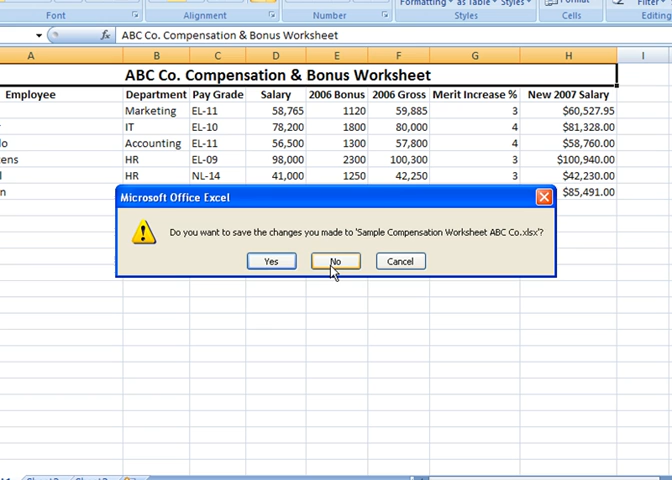 Formatting as Table Styles Format
Font Alignment Number Styles Cells Editing
fx ABC Co. Compensation & Bonus Worksheet
A B C D E F G H I
ABC Co. Compensation & Bonus Worksheet
Employee Department Pay Grade Salary 2006 Bonus 2006 Gross Merit Increase % New 2007 Salary
Marketing EL-11 58,765 1120 59,885 3 $60,527.95
IT EL-10 78,200 1800 80,000 4 $81,328.00
Accounting EL-11 56,500 1300 57,800 4 $58,760.00
HR EL-09 98,000 2300 100,300 3 $100,940.00
HR NL-14 41,000 1250 42,250 3 $42,230.00
$85,491.00
Microsoft Office Excel
Do you want to save the changes you made to 'Sample Compensation Worksheet ABC Co.xlsx'?
Yes No Cancel